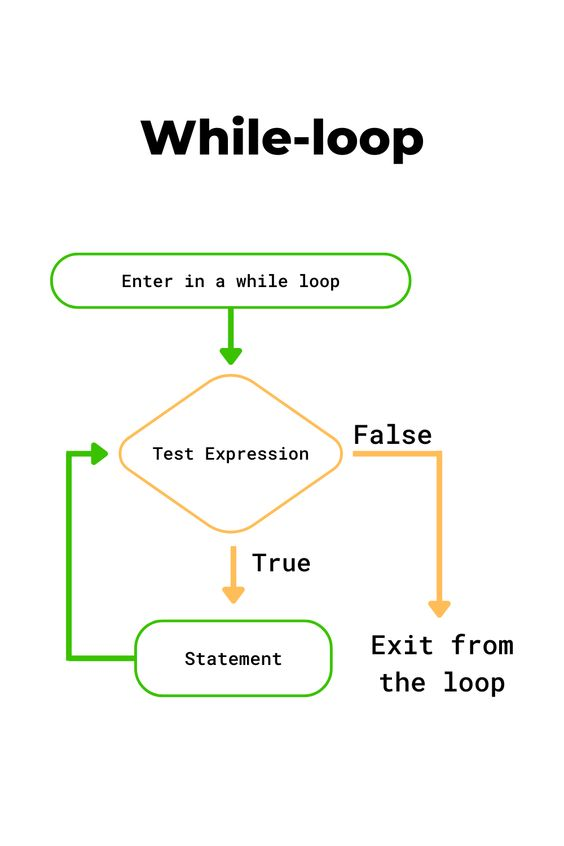 While-loop
Enter in a while loop
Test Expression
False
True
Statement
Exit from
the loop